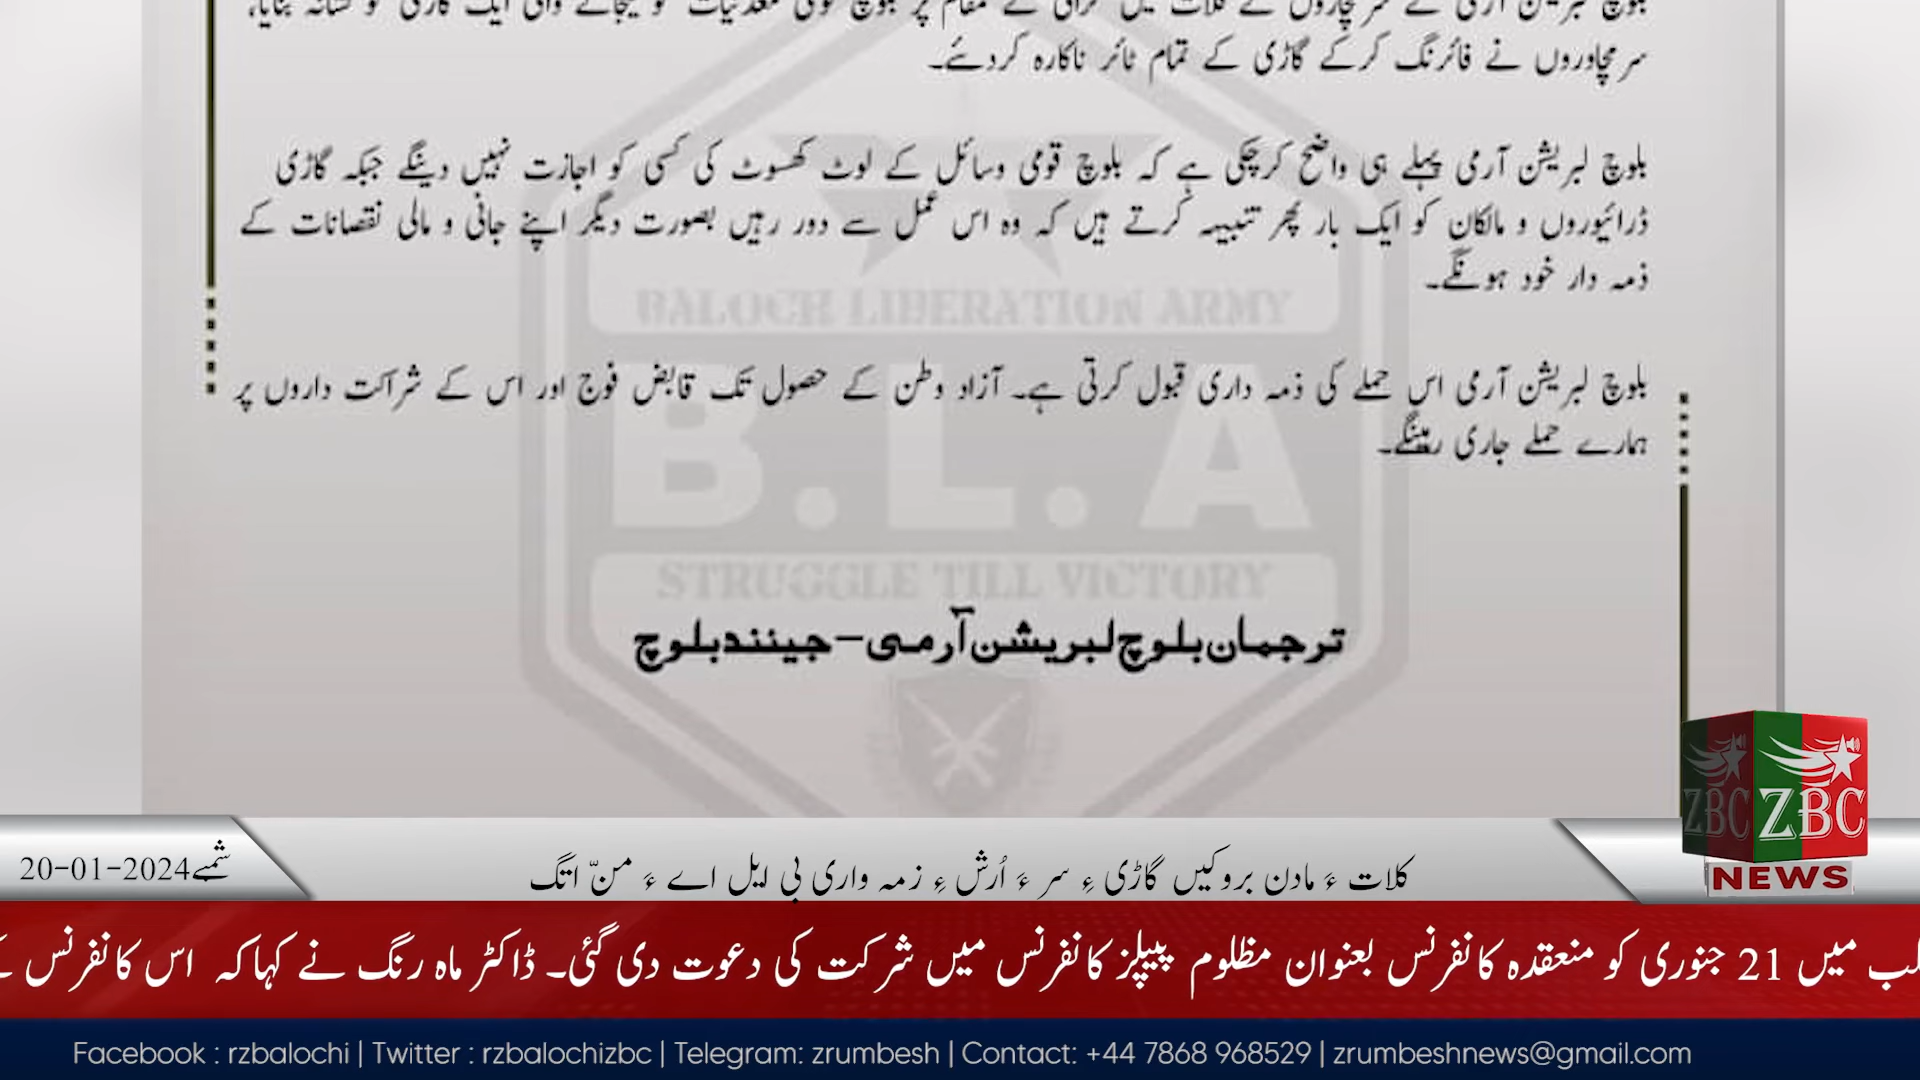 سرمچاوروں نے فائرنگ کرکے گاڑی کے تمام ٹائر ناکارہ کردئے۔
بلوچ لبریشن آرمی پہلے ہی واضح کرچکی ہے کہ بلوچ قومی وسائل کے لوٹ کھسوٹ کی کسی کو اجازت نہیں دینگے جبکہ گاڑی
ڈرائیوروں و مالکان کو ایک بار پھر تنبیہہ کرتے ہیں کہ وہ اس عمل سے دور رہیں بصورت دیگر اپنے جانی و مالی نقصانات کے
ذمہ دار خود ہونگے۔
BALOCH LIBERATION ARMY
بلوچ لبریشن آرمی اس حملے کی ذمہ داری قبول کرتی ہے۔ آزاد وطن کے حصول تک قابض فوج اور اس کے شراکت داروں پر
ہمارے حملے جاری رہینگے۔
B.L.A
STRUGGLE TILL VICTORY
ترجمان بلوچ لبریشن آرمی – جیئند بلوچ
ZBC ZBC
NEWS
کلات ءَ مادن بروکیں گاڑی ءِ سر ءَ اُرش ءِ زمہ واری بی ایل اے ءَ منّ اتگ
شمبے 20-01-2024
میں 21 جنوری کو منعقدہ کانفرنس بعنوان مظلوم پیپلز کانفرنس میں شرکت کی دعوت دی گئی۔ ڈاکٹر ماہ رنگ نے کہا کہ اس کانفرنس
Facebook : rzbalochi | Twitter : rzbalochizbc | Telegram: zrumbesh | Contact: +44 7868 968529 | zrumbeshnews@gmail.com